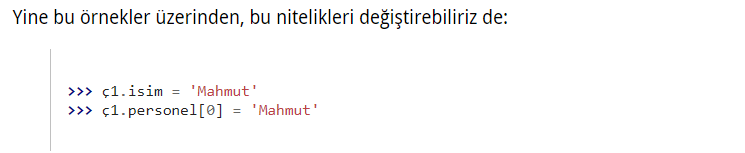 Yine bu örnekler üzerinden, bu nitelikleri değiştirebiliriz de:
>>> ç1.isim = 'Mahmut'
>>> ç1.personel[0] = 'Mahmut'